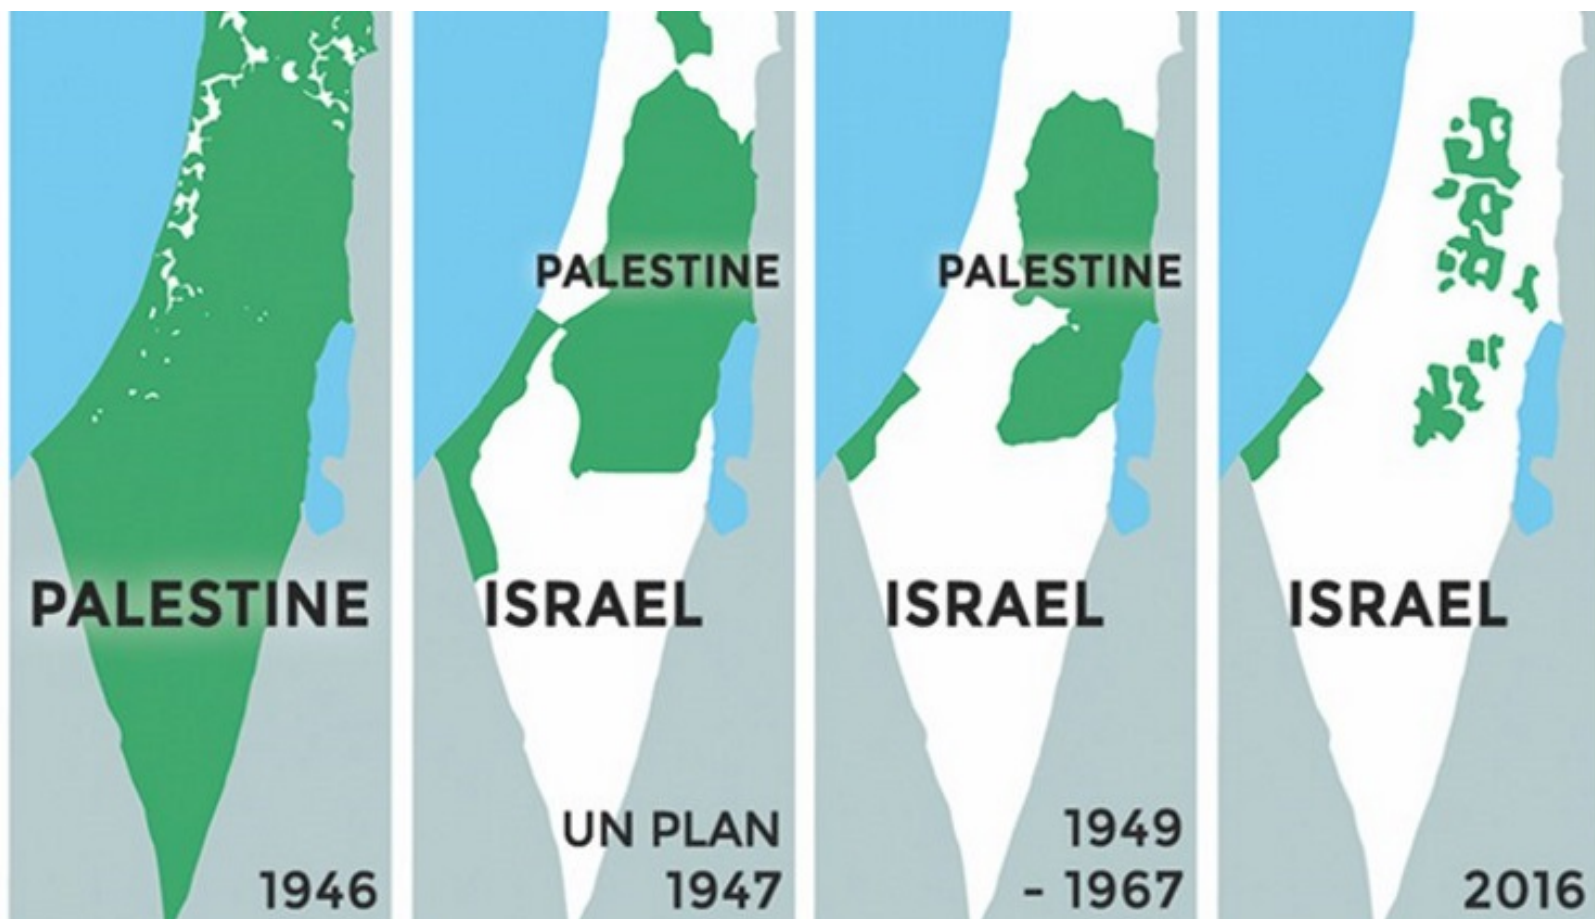 PALESTINE
1946
PALESTINE
ISRAEL
UN PLAN
1947
PALESTINE
ISRAEL
1949
- 1967
ISRAEL
2016